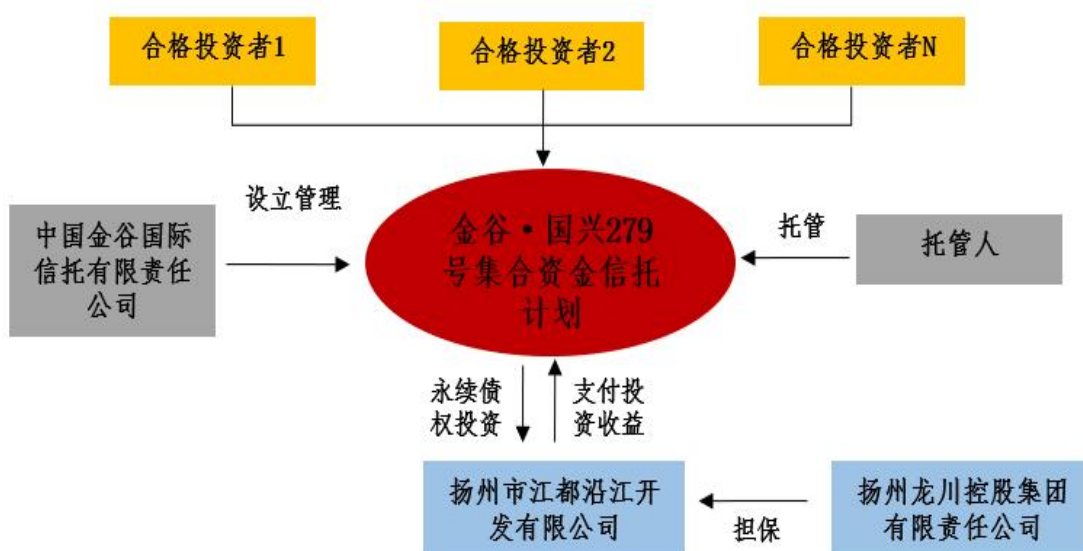 合格投资者1
合格投资者2
合格投资者N
设立管理
中国金谷国际
信托有限责任
公司
金谷·国兴279
号集合资金信托
计划
托管
托管人
永续债
权投资
支付投
资收益
扬州市江都沿江开
发有限公司
担保
扬州龙川控股集团
有限责任公司